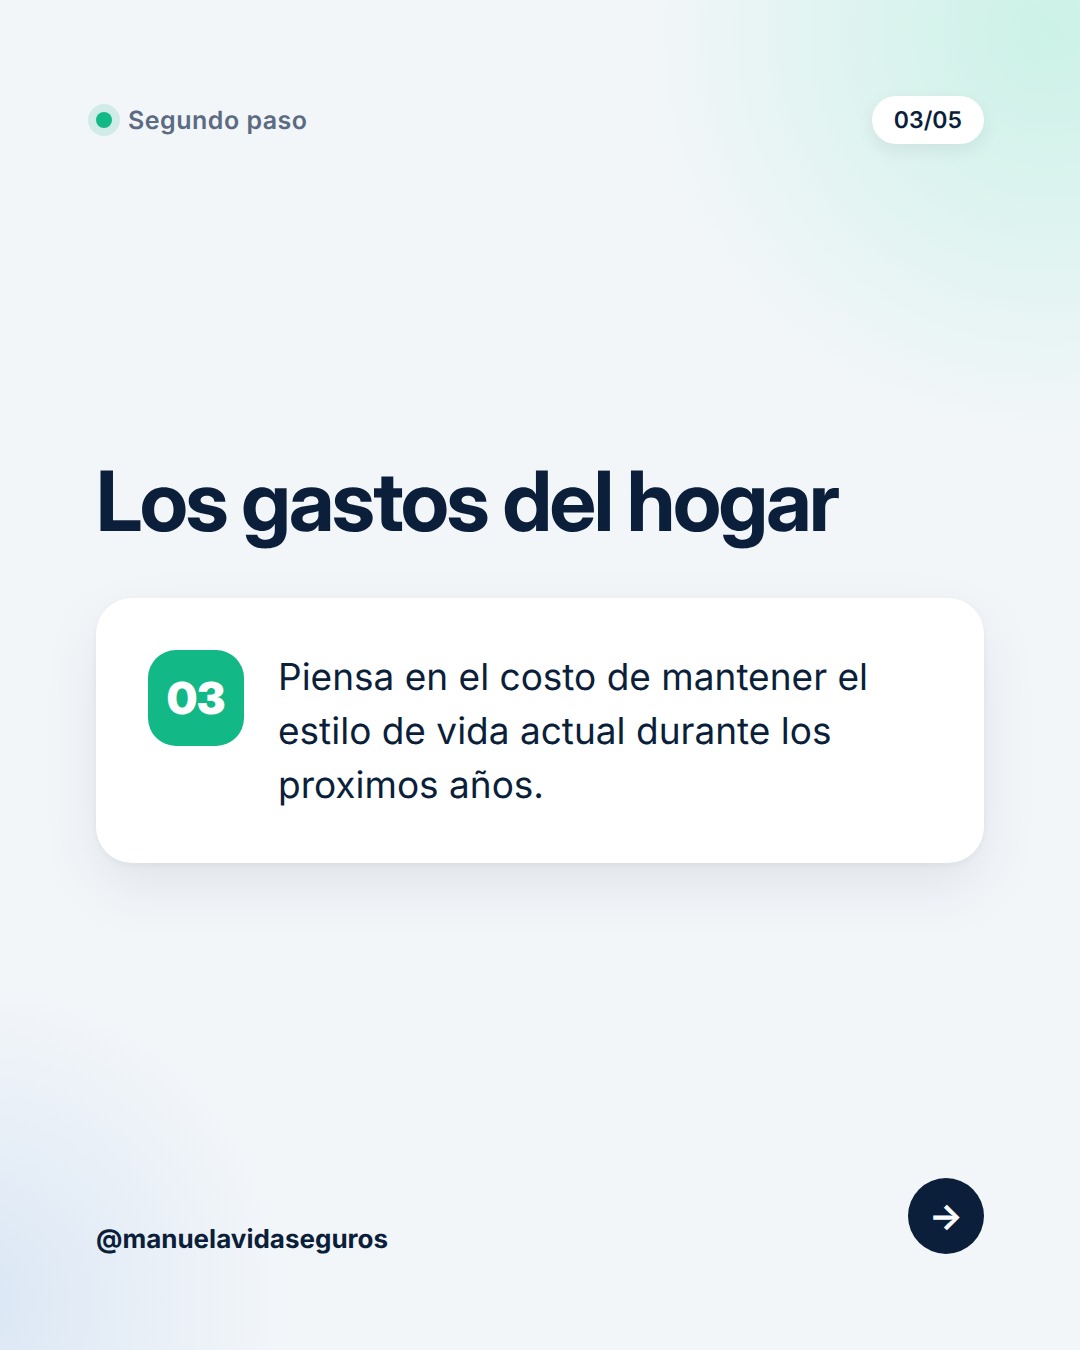 Segundo paso
03/05
Los gastos del hogar
03
Piensa en el costo de mantener el
estilo de vida actual durante los
proximos años.
@manuelavidaseguros
→